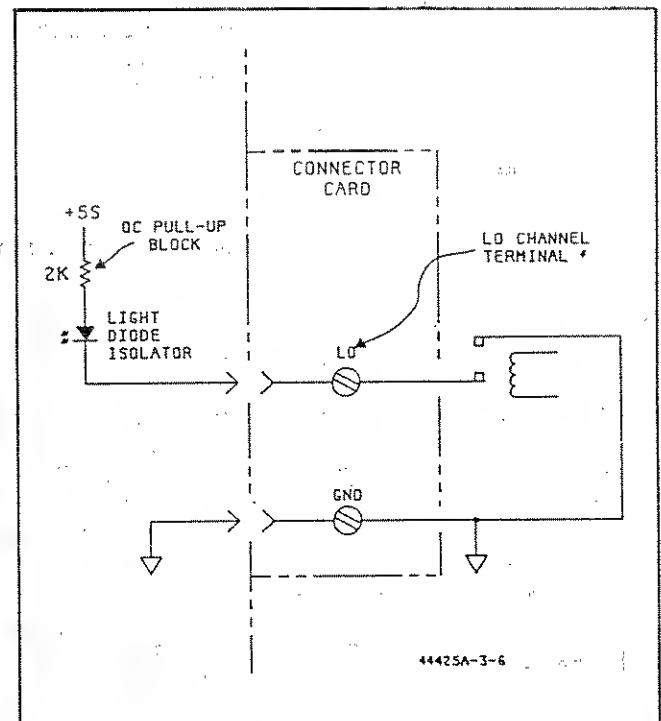 CONNECTOR
CARD
+5S
OC PULL-UP
BLOCK
2K
LO CHANNEL
TERMINAL
LIGHT
DIODE
ISOLATOR
LO
GND
44425A-3-6